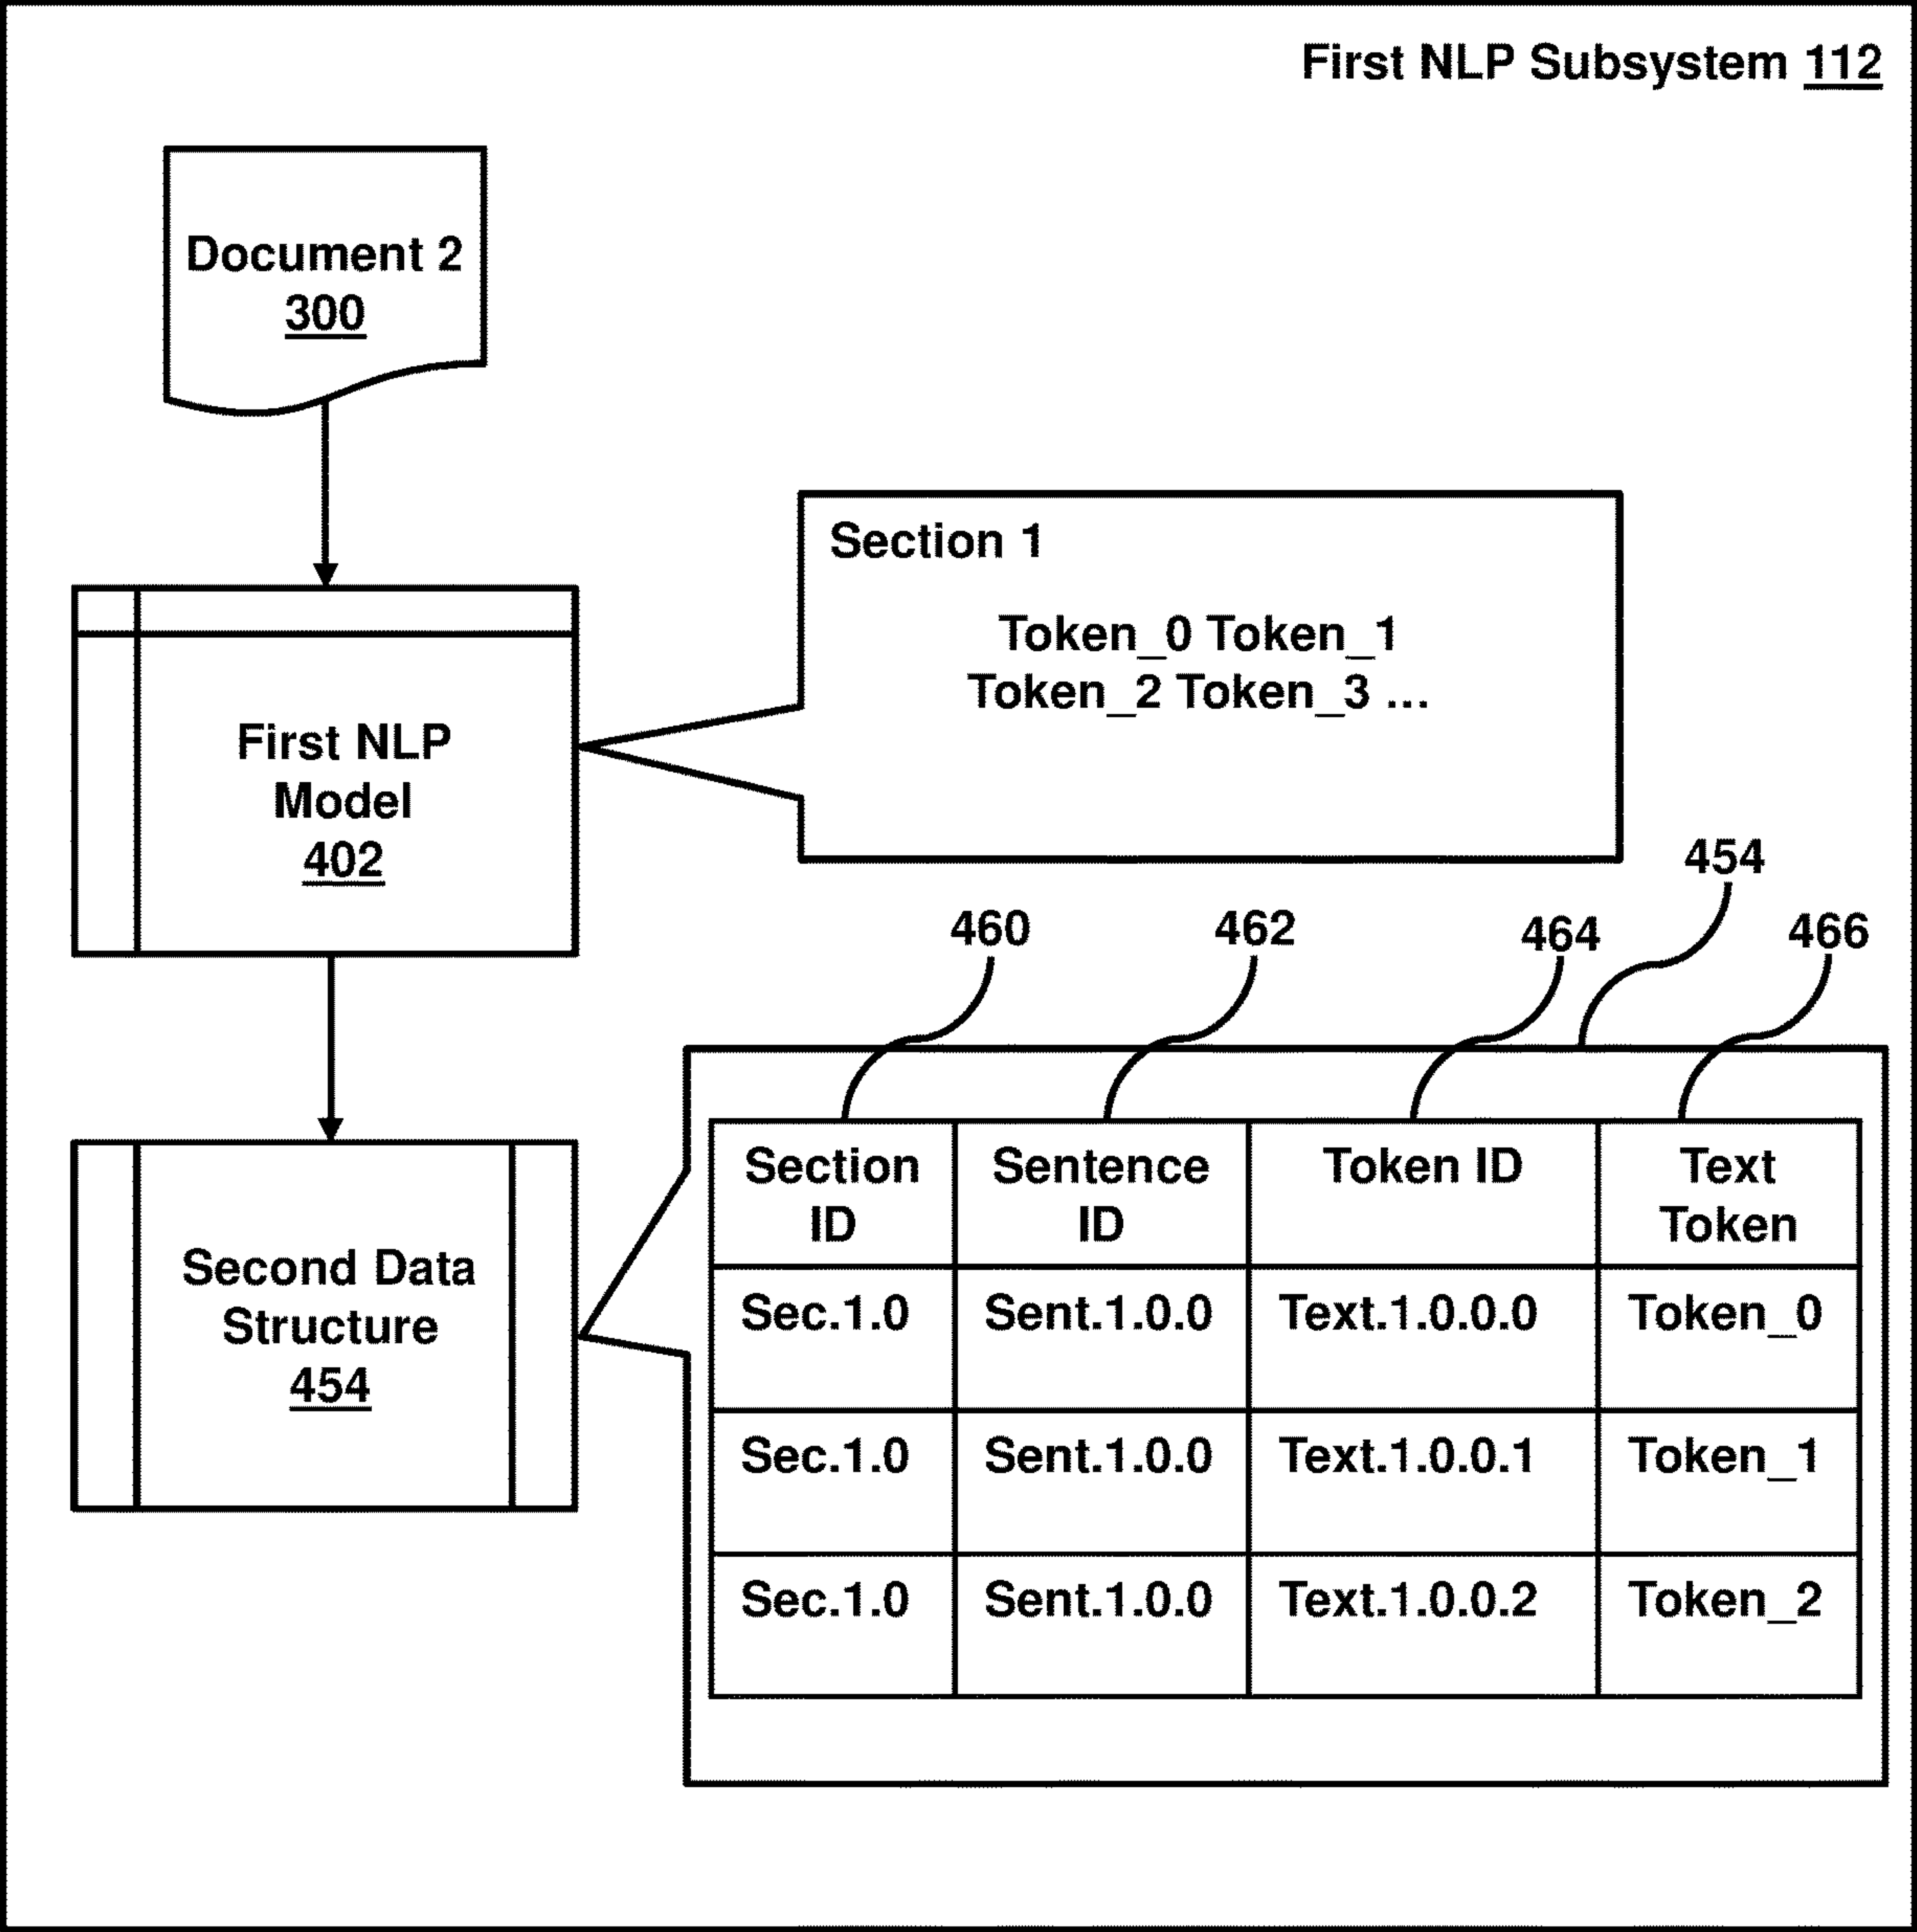 First NLP Subsystem 112
Document 2
300
Section 1
Token_0 Token_1
Token_2 Token_3 ...
First NLP
Model
402
454
460
462
464
466
Section
ID
Sentence
ID
Token ID
Text
Token
Sec.1.0
Sent.1.0.0
Text.1.0.0.0
Token_0
Sec.1.0
Sent.1.0.0
Text.1.0.0.1
Token_1
Sec.1.0
Sent.1.0.0
Text.1.0.0.2
Token_2
Second Data
Structure
454